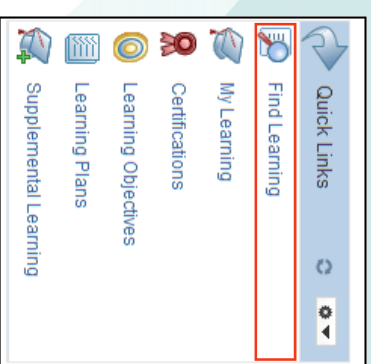 Quick Links
Find Learning
My Learning
Certifications
Learning Objectives
Learning Plans
Supplemental Learning